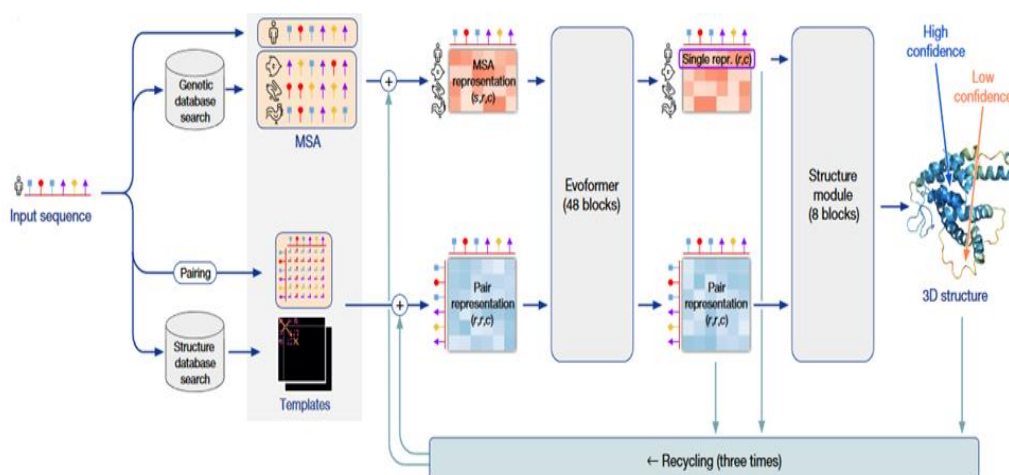 Genetic
database
search
MSA
Input sequence
Pairing
Structure
database
search
Templates
MSA
representation
(s,r,c)
Pair
representation
(r,r,c)
Evoformer
(48 blocks)
Single repr. (r,c)
Pair
representation
(r,r,c)
Structure
module
(8 blocks)
High
confidence
Low
confidence
3D structure
← Recycling (three times)